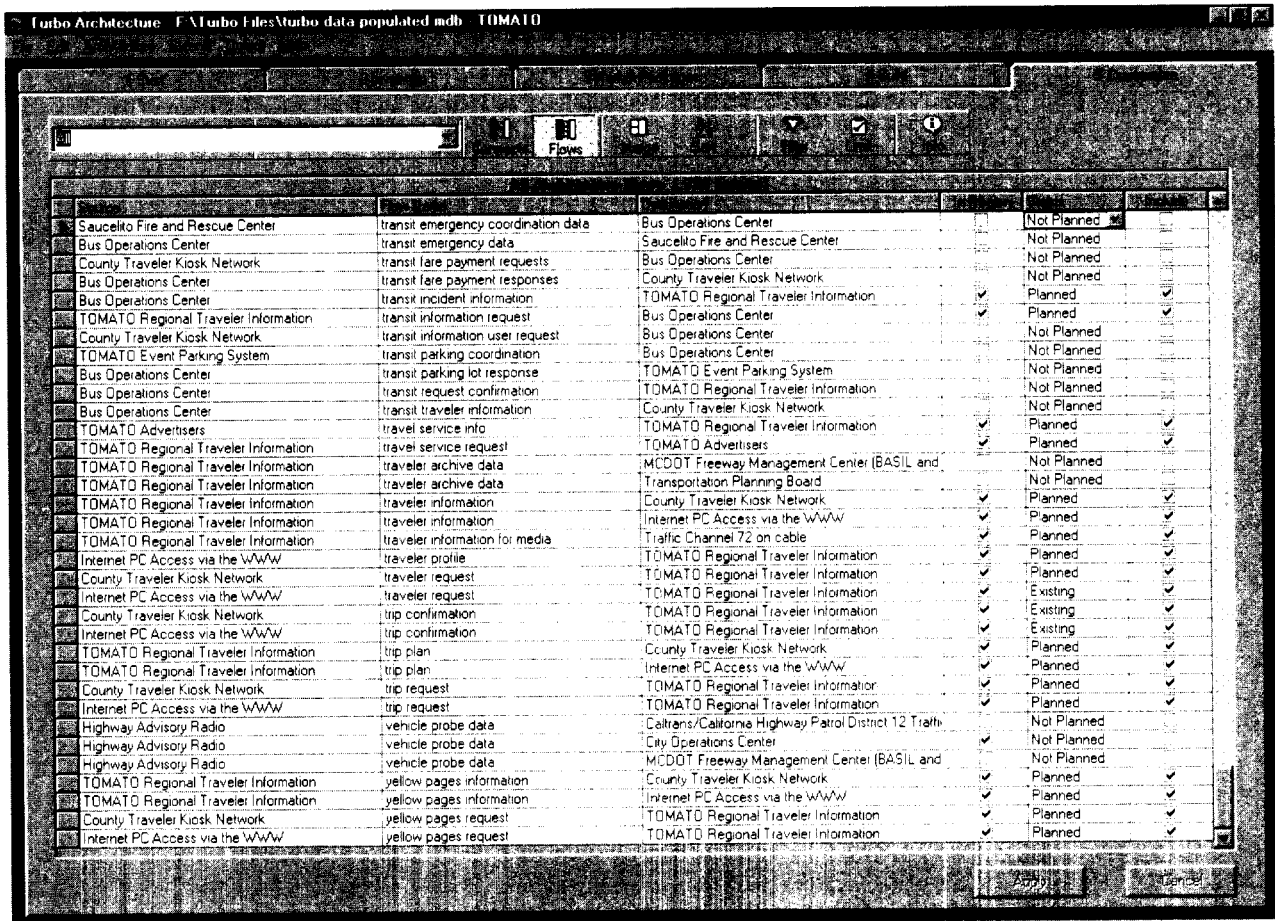 Turbo Architecture F:\Turbo Files\turbo data populated mdb - TOMATO
All
Flows
Saucelito Fire and Rescue Center transit emergency coordination data Bus Operations Center Not Planned
Bus Operations Center transit emergency data Saucelito Fire and Rescue Center Not Planned
County Traveler Kiosk Network transit fare payment requests Bus Operations Center Not Planned
Bus Operations Center transit fare payment responses County Traveler Kiosk Network Not Planned
Bus Operations Center transit incident information TOMATO Regional Traveler Information Planned
TOMATO Regional Traveler Information transit information request Bus Operations Center Planned
County Traveler Kiosk Network transit information user request Bus Operations Center Not Planned
TOMATO Event Parking System transit parking coordination Bus Operations Center Not Planned
Bus Operations Center transit parking lot response TOMATO Event Parking System Not Planned
Bus Operations Center transit request confirmation TOMATO Regional Traveler Information Not Planned
Bus Operations Center transit traveler information County Traveler Kiosk Network Not Planned
TOMATO Advertisers travel service info TOMATO Regional Traveler Information Planned
TOMATO Regional Traveler Information travel service request TOMATO Advertisers Planned
TOMATO Regional Traveler Information traveler archive data MCDOT Freeway Management Center (BASIL and Not Planned
TOMATO Regional Traveler Information traveler archive data Transportation Planning Board Not Planned
TOMATO Regional Traveler Information traveler information County Traveler Kiosk Network Planned
TOMATO Regional Traveler Information traveler information Internet PC Access via the WWW Planned
TOMATO Regional Traveler Information traveler information for media Traffic Channel 72 on cable Planned
Internet PC Access via the WWW traveler profile TOMATO Regional Traveler Information Planned
County Traveler Kiosk Network traveler request TOMATO Regional Traveler Information Planned
Internet PC Access via the WWW traveler request TOMATO Regional Traveler Information Existing
County Traveler Kiosk Network trip confirmation TOMATO Regional Traveler Information Existing
Internet PC Access via the WWW trip confirmation TOMATO Regional Traveler Information Existing
TOMATO Regional Traveler Information trip plan County Traveler Kiosk Network Planned
TOMATO Regional Traveler Information trip plan Internet PC Access via the WWW Planned
County Traveler Kiosk Network trip request TOMATO Regional Traveler Information Planned
Internet PC Access via the WWW trip request TOMATO Regional Traveler Information Planned
Highway Advisory Radio vehicle probe data Caltrans/California Highway Patrol District 12 Traffi Not Planned
Highway Advisory Radio vehicle probe data City Operations Center Not Planned
Highway Advisory Radio vehicle probe data MCDOT Freeway Management Center (BASIL and Not Planned
TOMATO Regional Traveler Information yellow pages information County Traveler Kiosk Network Planned
TOMATO Regional Traveler Information yellow pages information Internet PC Access via the WWW Planned
County Traveler Kiosk Network yellow pages request TOMATO Regional Traveler Information Planned
Internet PC Access via the WWW yellow pages request TOMATO Regional Traveler Information Planned
Apply Cancel